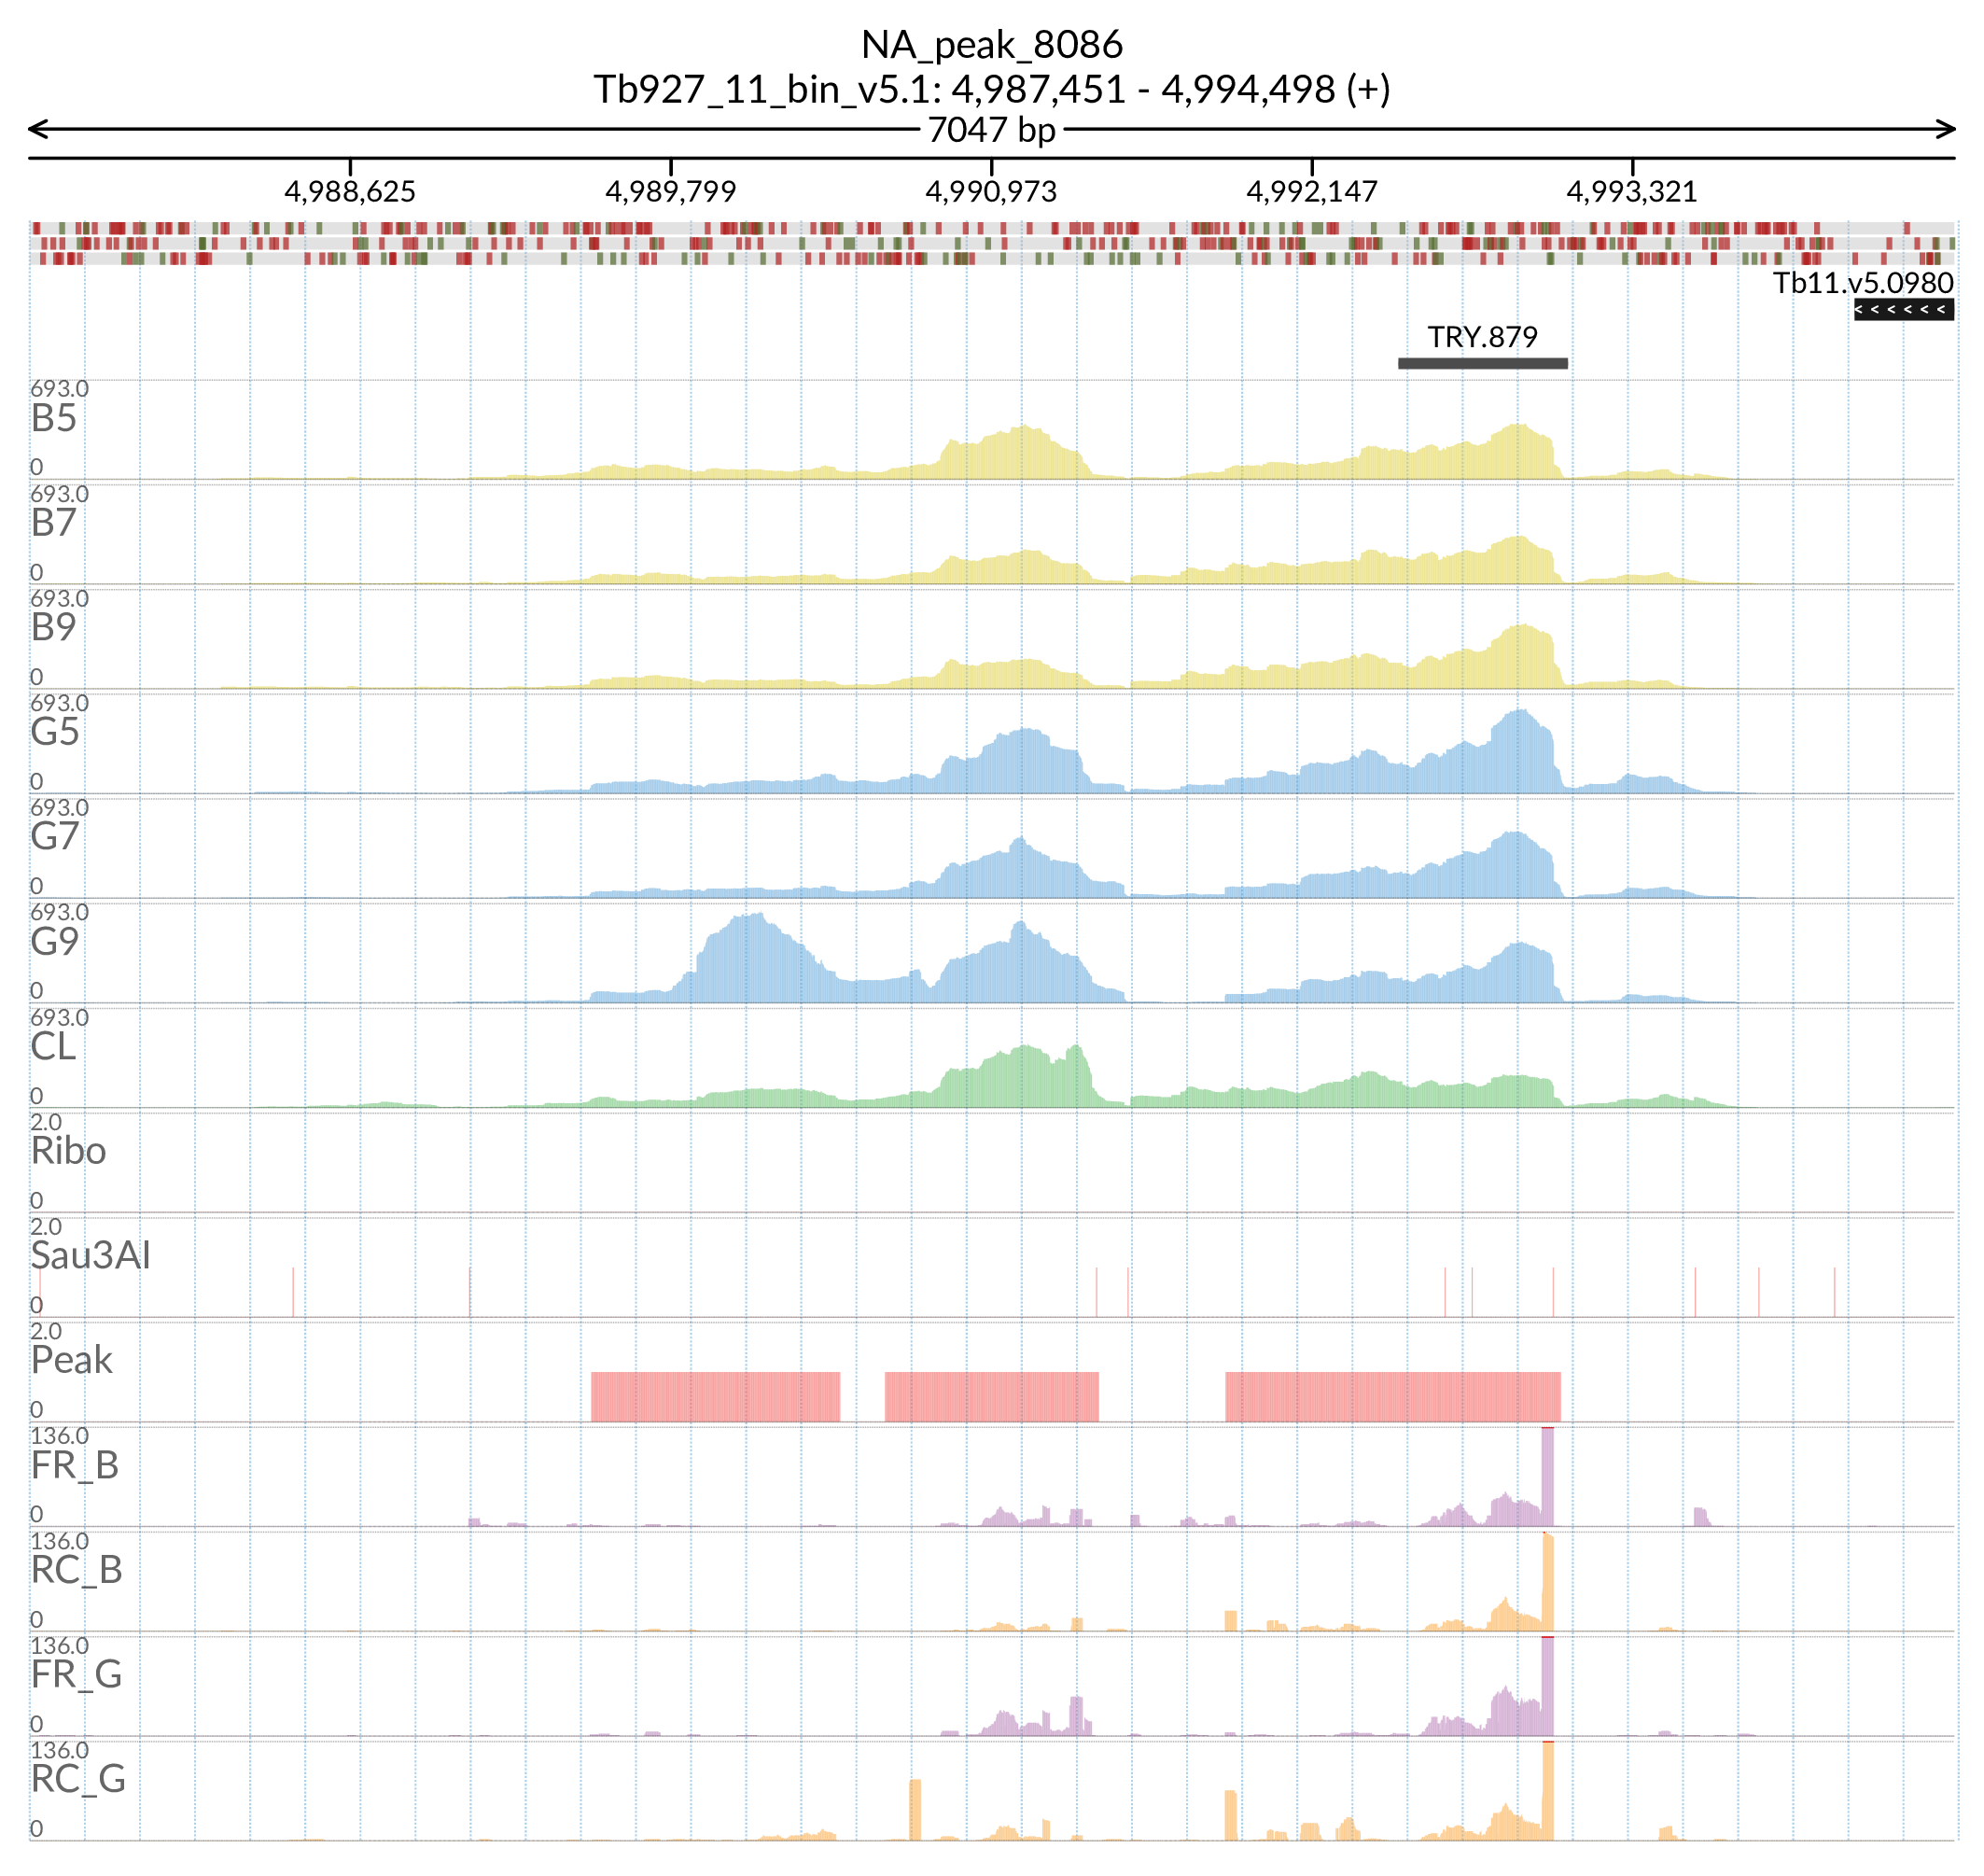 NA_peak_8086
Tb927_11_bin_v5.1: 4,987,451 - 4,994,498 (+)
7047 bp
4,988,625 4,989,799 4,990,973 4,992,147 4,993,321
Tb11.v5.0980
< < < < < <
TRY.879
693.0
B5
0
693.0
B7
0
693.0
B9
0
693.0
G5
0
693.0
G7
0
693.0
G9
0
693.0
CL
0
2.0
Ribo
0
2.0
Sau3AI
0
2.0
Peak
0
136.0
FR_B
0
136.0
RC_B
0
136.0
FR_G
0
136.0
RC_G
0